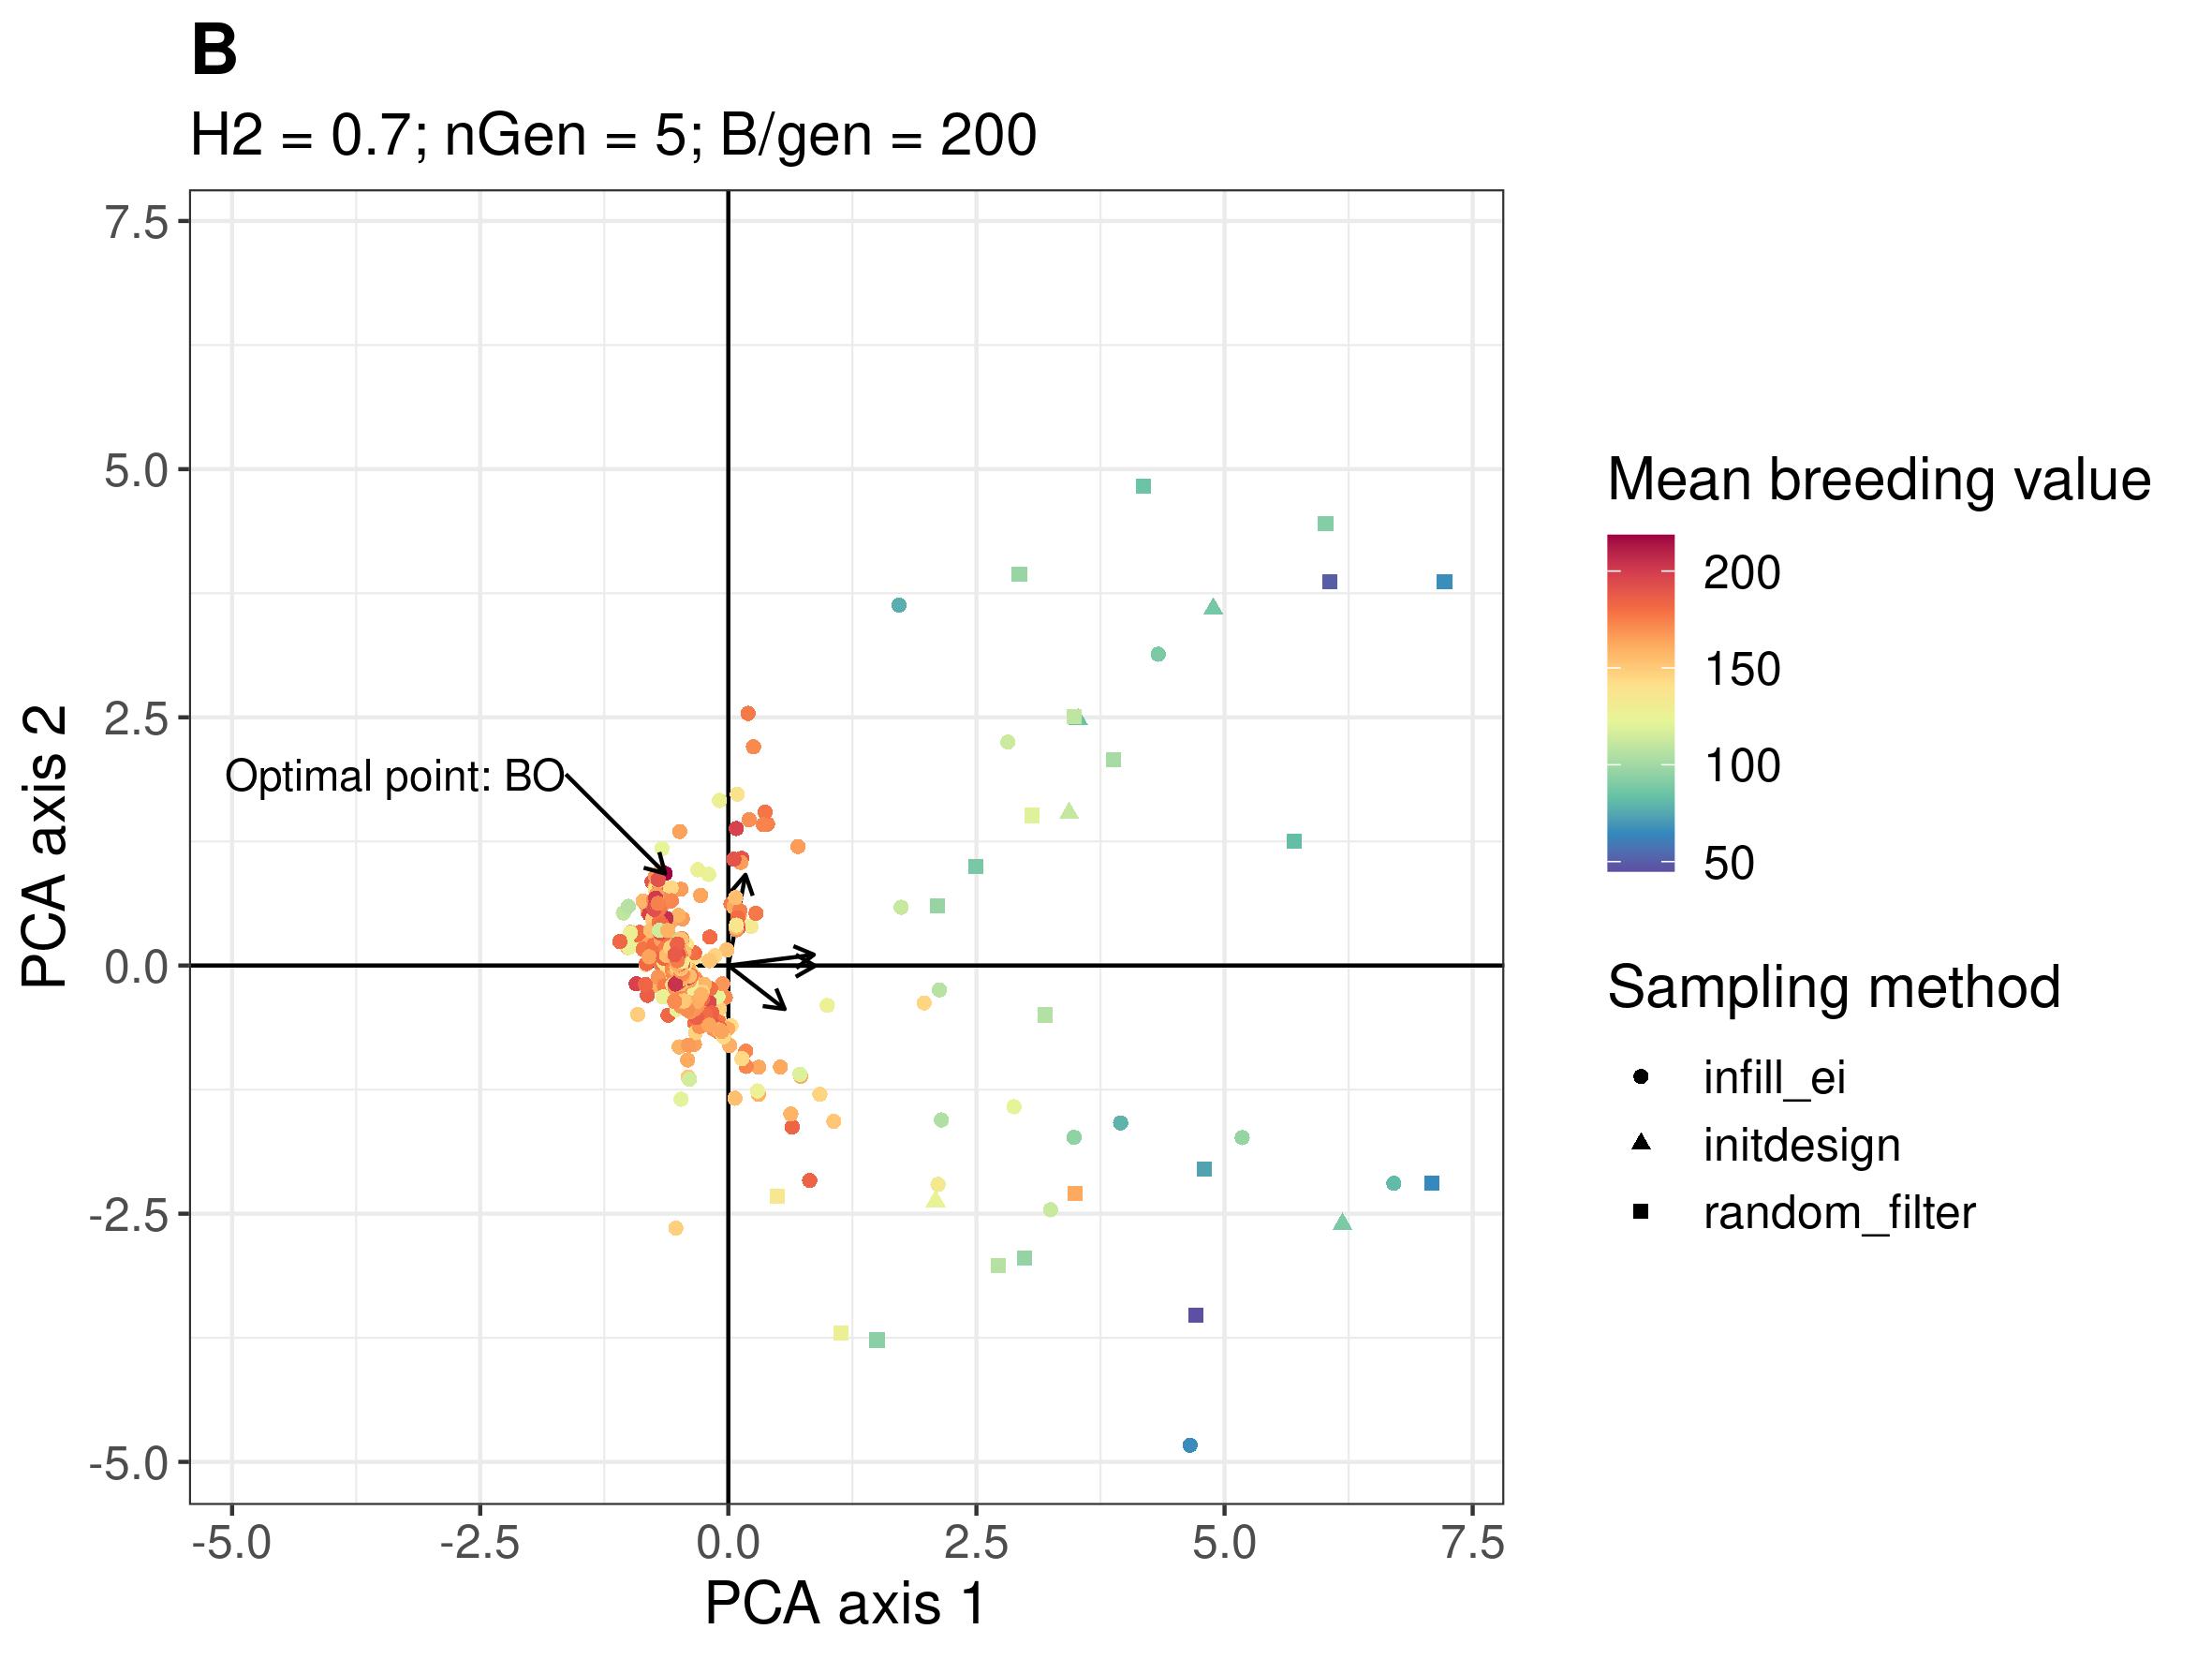 B
H2 = 0.7; nGen = 5; B/gen = 200
7.5
5.0
2.5
0.0
-2.5
-5.0
PCA axis 2
Optimal point: BO
-5.0
-2.5
0.0
2.5
5.0
7.5
PCA axis 1
Mean breeding value
200
150
100
50
Sampling method
infill_ei
initdesign
random_filter